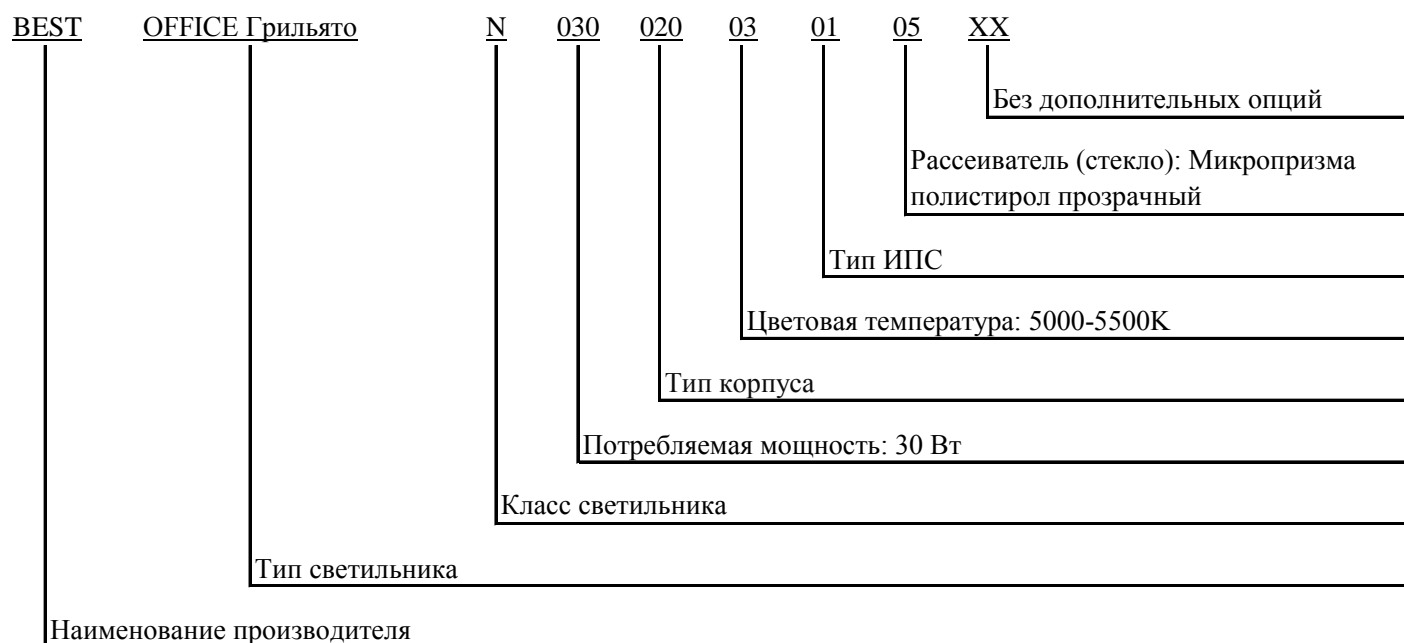 BEST OFFICE Грильято N 030 020 03 01 05 XX
Без дополнительных опций
Рассеиватель (стекло): Микропризма
полистирол прозрачный
Тип ИПС
Цветовая температура: 5000-5500K
Тип корпуса
Потребляемая мощность: 30 Вт
Класс светильника
Тип светильника
Наименование производителя